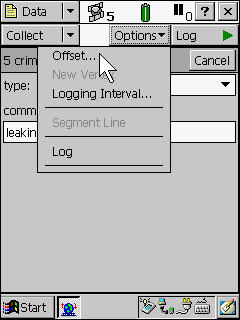 Data
5
0
?
X
Collect
Options
Log
5 crim
Cancel
Offset...
New Ver
Logging Interval...
type:
Segment Line
comm
leakin
Log
Start